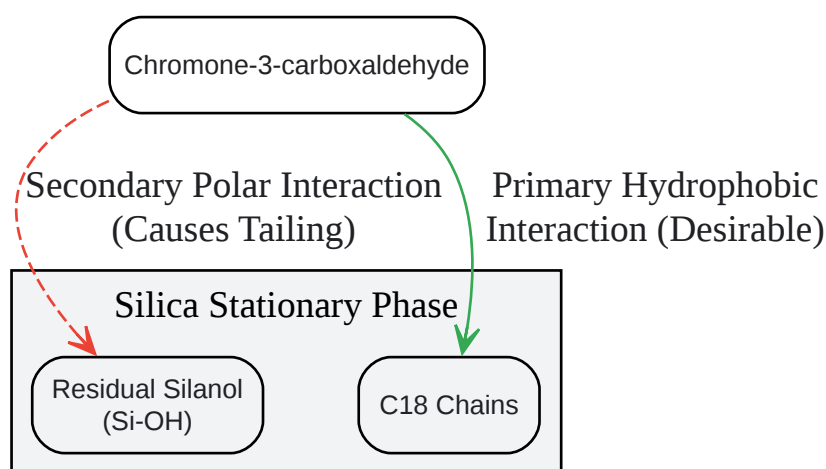 Chromone-3-carboxaldehyde
Secondary Polar Interaction
(Causes Tailing)
Primary Hydrophobic
Interaction (Desirable)
Silica Stationary Phase
Residual Silanol
(Si-OH)
C18 Chains